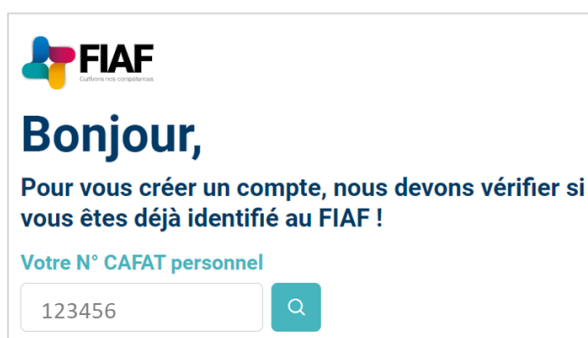 FIAF
Cultivons nos compétences
Bonjour,
Pour vous créer un compte, nous devons vérifier si
vous êtes déjà identifié au FIAF !
Votre N° CAFAT personnel
123456